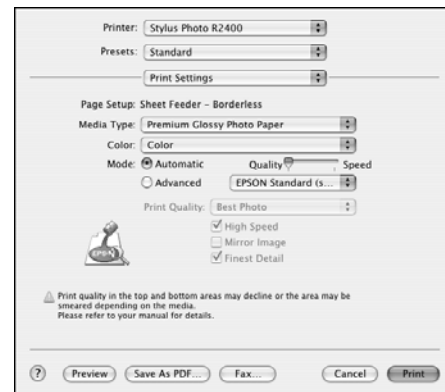 Printer: Stylus Photo R2400
Presets: Standard
Print Settings
Page Setup: Sheet Feeder - Borderless
Media Type: Premium Glossy Photo Paper
Color: Color
Mode: Automatic Quality Speed
Advanced EPSON Standard (s...
Print Quality: Best Photo
High Speed
Mirror Image
Finest Detail
EPSON
Print quality in the top and bottom areas may decline or the area may be
smeared depending on the media.
Please refer to your manual for details.
? Preview Save As PDF... Fax... Cancel Print